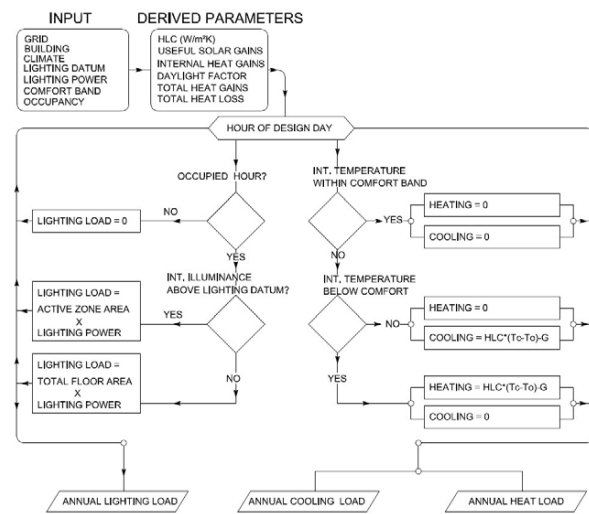 INPUT
DERIVED PARAMETERS
GRID
BUILDING
CLIMATE
LIGHTING DATUM
LIGHTING POWER
COMFORT BAND
OCCUPANCY
HLC (W/m²K)
USEFUL SOLAR GAINS
INTERNAL HEAT GAINS
DAYLIGHT FACTOR
TOTAL HEAT GAINS
TOTAL HEAT LOSS
HOUR OF DESIGN DAY
OCCUPIED HOUR?
INT. TEMPERATURE
WITHIN COMFORT BAND
NO
LIGHTING LOAD = 0
YES
HEATING = 0
COOLING = 0
YES
NO
INT, ILLUMINANCE
ABOVE LIGHTING DATUM?
INT, TEMPERATURE
BELOW COMFORT
LIGHTING LOAD =
ACTIVE ZONE AREA
X
LIGHTING POWER
YES
NO
HEATING = 0
COOLING = HLC*(Tc-To)-G
LIGHTING LOAD =
TOTAL FLOOR AREA
X
LIGHTING POWER
NO
YES
HEATING = HLC*(Tc-To)-G
COOLING = 0
ANNUAL LIGHTING LOAD
ANNUAL COOLING LOAD
ANNUAL HEAT LOAD